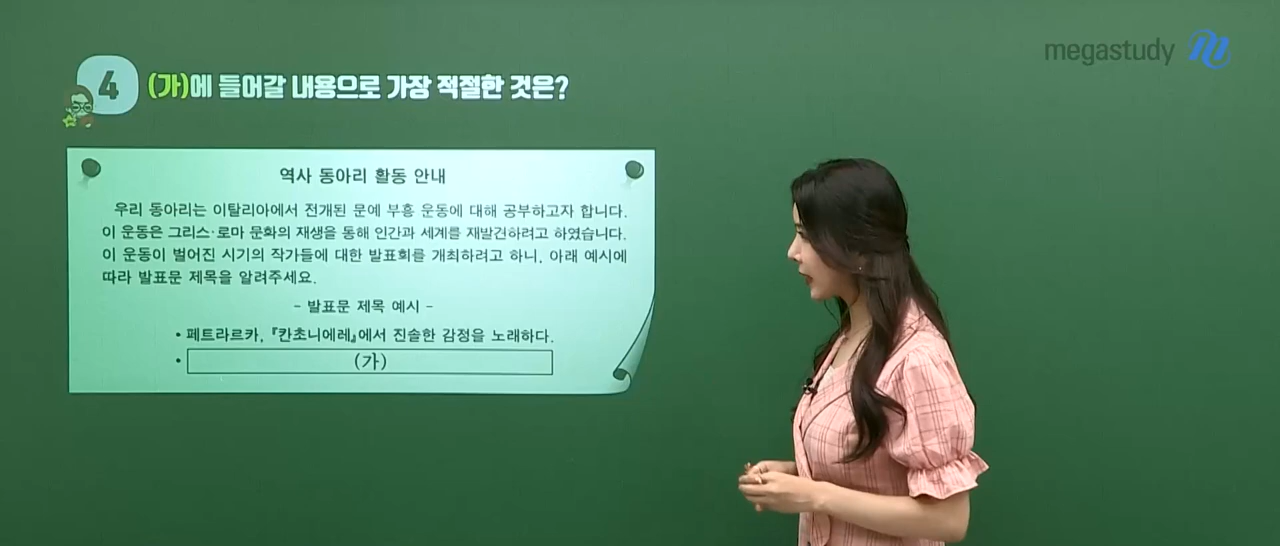 megastudy
4 (가)에 들어갈 내용으로 가장 적절한 것은?
역사 동아리 활동 안내
우리 동아리는 이탈리아에서 전개된 문예 부흥 운동에 대해 공부하고자 합니다.
이 운동은 그리스·로마 문화의 재생을 통해 인간과 세계를 재발견하려고 하였습니다.
이 운동이 벌어진 시기의 작가들에 대한 발표회를 개최하려고 하니, 아래 예시에
따라 발표문 제목을 알려주세요.
- 발표문 제목 예시 -
• 페트라르카, 『칸초니에레』에서 진솔한 감정을 노래하다.
• (가)